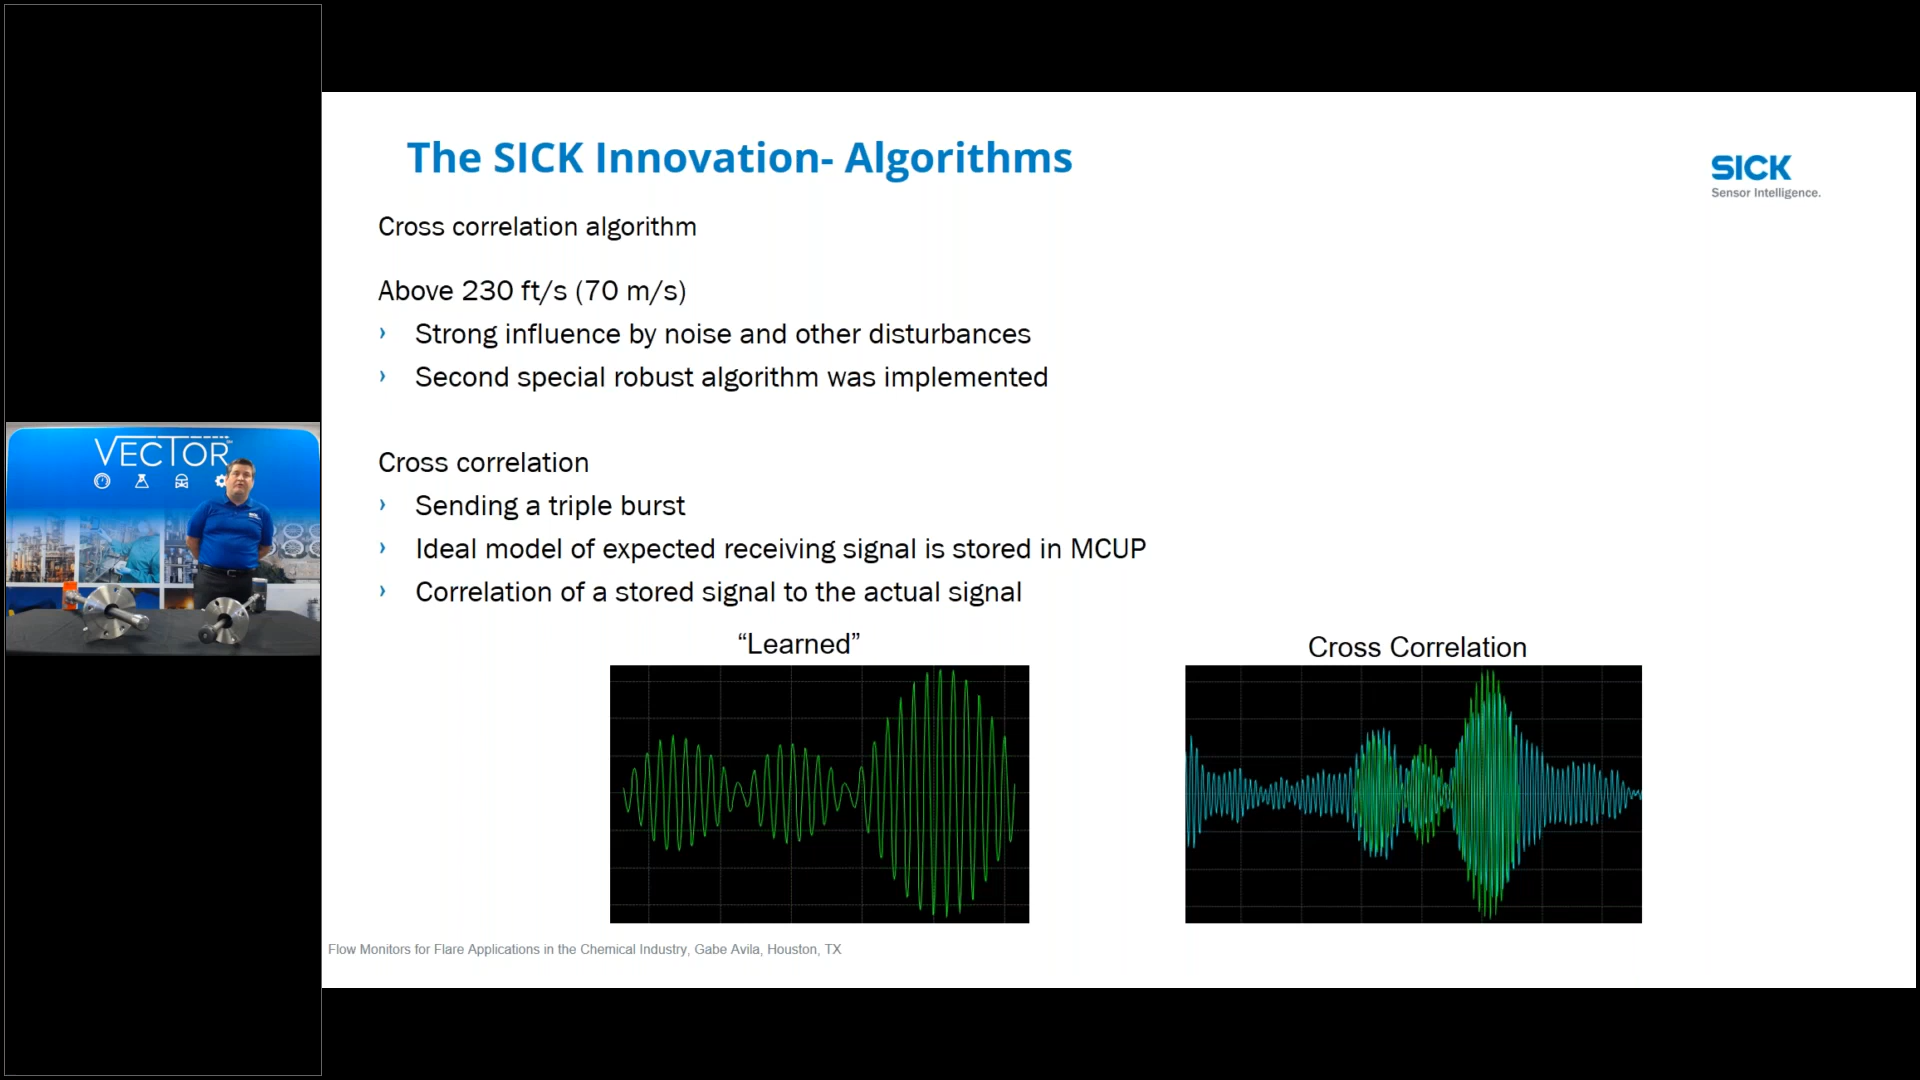 VECTOR
The SICK Innovation- Algorithms
SICK
Sensor Intelligence.
Cross correlation algorithm
Above 230 ft/s (70 m/s)
› Strong influence by noise and other disturbances
› Second special robust algorithm was implemented
Cross correlation
› Sending a triple burst
› Ideal model of expected receiving signal is stored in MCUP
› Correlation of a stored signal to the actual signal
“Learned”
Cross Correlation
Flow Monitors for Flare Applications in the Chemical Industry, Gabe Avila, Houston, TX